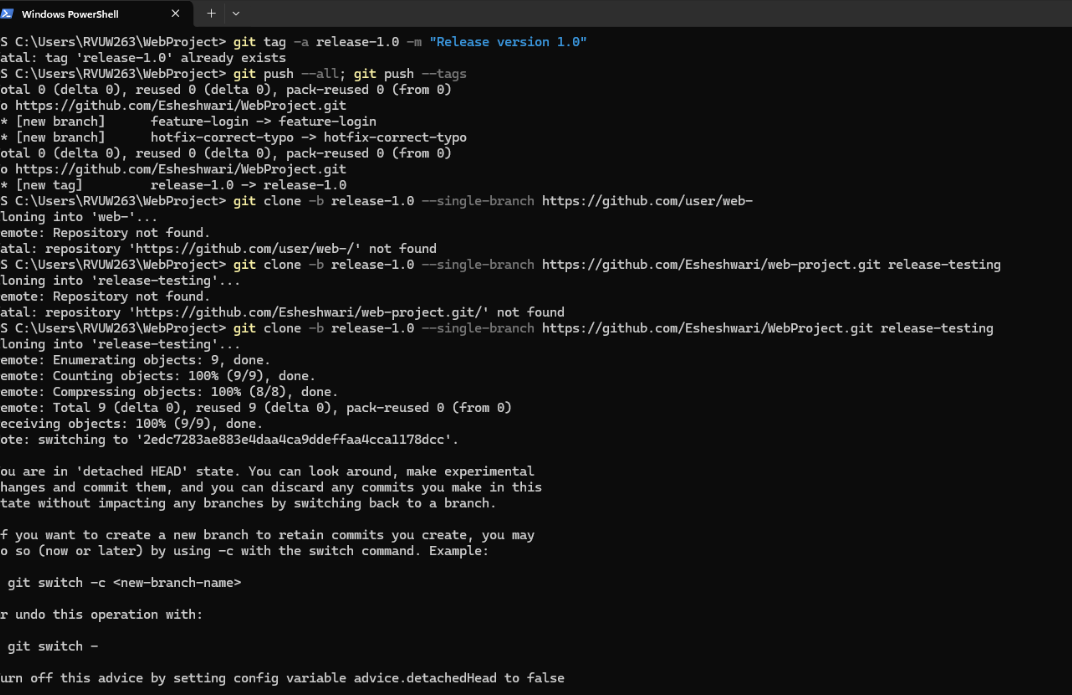 Windows PowerShell
S C:\Users\RVUW263\WebProject> git tag -a release-1.0 -m "Release version 1.0"
atal: tag 'release-1.0' already exists
S C:\Users\RVUW263\WebProject> git push --all; git push --tags
otal 0 (delta 0), reused 0 (delta 0), pack-reused 0 (from 0)
o https://github.com/Esheshwari/WebProject.git
* [new branch]      feature-login -> feature-login
* [new branch]      hotfix-correct-typo -> hotfix-correct-typo
otal 0 (delta 0), reused 0 (delta 0), pack-reused 0 (from 0)
o https://github.com/Esheshwari/WebProject.git
* [new tag]         release-1.0 -> release-1.0
S C:\Users\RVUW263\WebProject> git clone -b release-1.0 --single-branch https://github.com/user/web-
loning into 'web-'...
emote: Repository not found.
atal: repository 'https://github.com/user/web-/' not found
S C:\Users\RVUW263\WebProject> git clone -b release-1.0 --single-branch https://github.com/Esheshwari/web-project.git release-testing
loning into 'release-testing'...
emote: Repository not found.
atal: repository 'https://github.com/Esheshwari/web-project.git/' not found
S C:\Users\RVUW263\WebProject> git clone -b release-1.0 --single-branch https://github.com/Esheshwari/WebProject.git release-testing
loning into 'release-testing'...
emote: Enumerating objects: 9, done.
emote: Counting objects: 100% (9/9), done.
emote: Compressing objects: 100% (8/8), done.
emote: Total 9 (delta 0), reused 9 (delta 0), pack-reused 0 (from 0)
eceiving objects: 100% (9/9), done.
ote: switching to '2edc7283ae883e4daa4ca9ddeffaa4cca1178dcc'.
ou are in 'detached HEAD' state. You can look around, make experimental
hanges and commit them, and you can discard any commits you make in this
tate without impacting any branches by switching back to a branch.
f you want to create a new branch to retain commits you create, you may
o so (now or later) by using -c with the switch command. Example:
git switch -c <new-branch-name>
r undo this operation with:
git switch -
urn off this advice by setting config variable advice.detachedHead to false